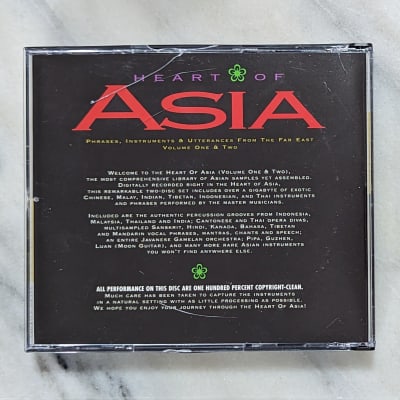 HEART OF
ASIA
PHRASES, INSTRUMENTS & UTTERANCES FROM THE FAR EAST
VOLUME ONE & TWO
WELCOME TO THE HEART OF ASIA (VOLUME ONE & TWO),
THE MOST COMPREHENSIVE LIBRARY OF ASIAN SAMPLES YET ASSEMBLED.
DIGITALLY RECORDED RIGHT IN THE HEART OF ASIA,
THIS REMARKABLE TWO-DISC SET INCLUDES OVER A GIGABYTE OF EXOTIC
CHINESE, MALAY, INDIAN, TIBETAN, INDONESIAN, AND THAI INSTRUMENTS
AND PHRASES PERFORMED BY THE MASTER MUSICIANS.
INCLUDED ARE THE AUTHENTIC PERCUSSION GROOVES FROM INDONESIA,
MALAYSIA, THAILAND AND INDIA; CANTONESE AND THAI OPERA DIVAS;
MULTISAMPLED SANSKRIT, HINDI, KANADA, BAHASA, TIBETAN
AND MANDARIN VOCAL PHRASES, MANTRAS, CHANTS AND SPEECH;
AN ENTIRE JAVANESE GAMELAN ORCHESTRA; PIPA, GUZHEN,
LUAN (MOON GUITAR), AND MANY MORE RARE ASIAN INSTRUMENTS
YOU WON'T FIND ANYWHERE ELSE.
ALL PERFORMANCE ON THIS DISC ARE ONE HUNDRED PERCENT COPYRIGHT-CLEAN.
MUCH CARE HAS BEEN TAKEN TO CAPTURE THE INSTRUMENTS
IN A NATURAL SETTING WITH AS LITTLE PROCESSING AS POSSIBLE.
WE HOPE YOU ENJOY YOUR JOURNEY THROUGH THE HEART OF ASIA!